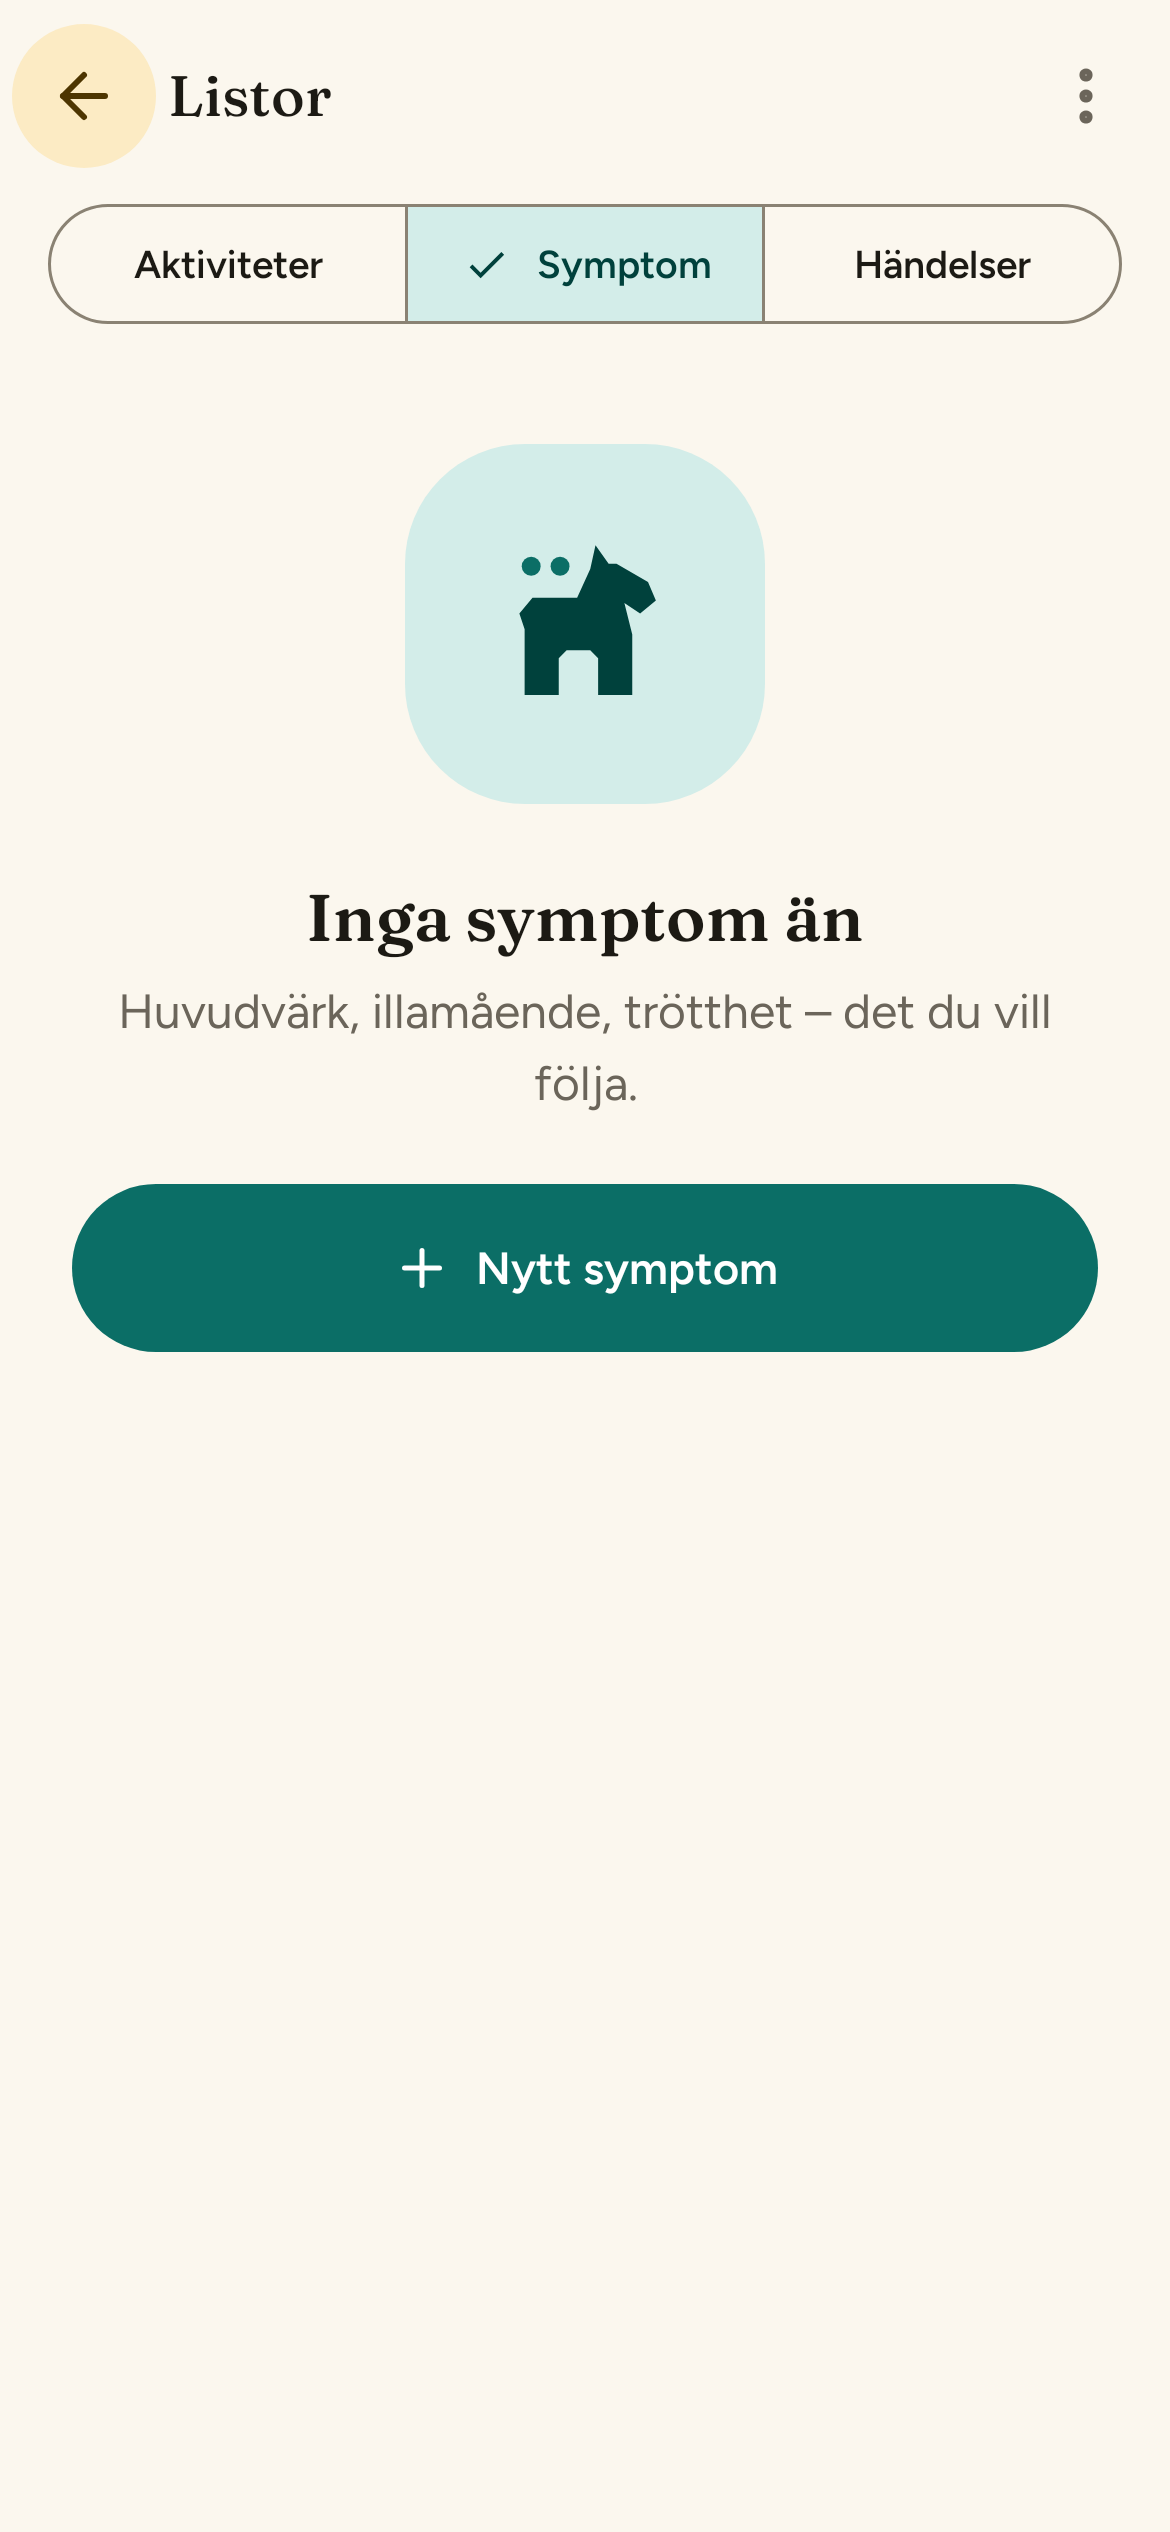 Listor
Aktiviteter
Symptom
Händelser
Inga symptom än
Huvudvärk, illamående, trötthet – det du vill
följa.
Nytt symptom